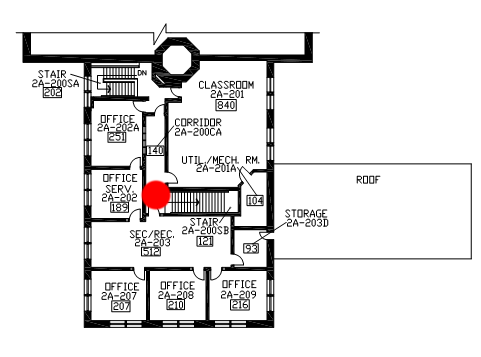 DN
STAIR
2A-200SA
202
CLASSROOM
2A-201
840
OFFICE
2A-202A
251
CORRIDOR
2A-200CA
140
UTIL./MECH. RM.
2A-201A
104
OFFICE
SERV.
2A-202
189
ROOF
STAIR
2A-200SB
121
STORAGE
2A-203D
93
SEC/REC.
2A-203
512
OFFICE
2A-207
207
OFFICE
2A-208
210
OFFICE
2A-209
216